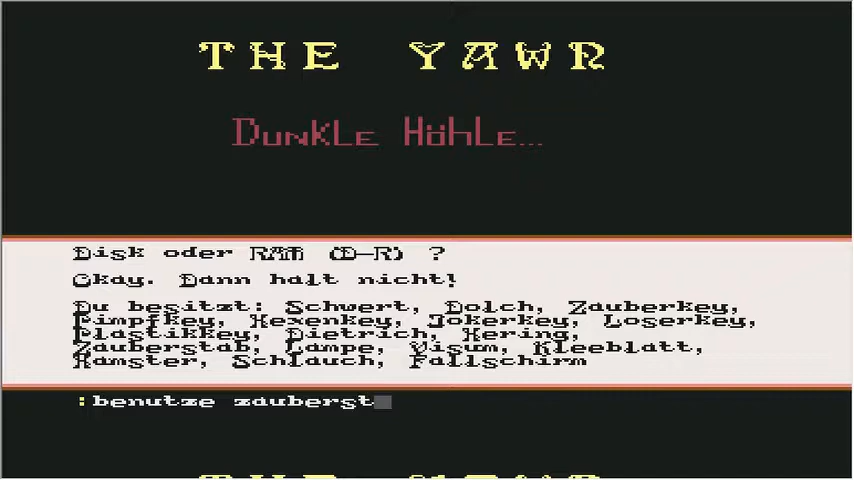 THE YAWR
Dunkle Höhle...
Disk oder RAM (D-R) ?
Okay. Dann halt nicht!
Du besitzt: Schwert, Dolch, Zauberkey,
Pimpfkey, Hexenkey, Jokerkey, Loserkey,
Plastikkey, Dietrich, Hering,
Zauberstab, Lampe, Visum, Kleeblatt,
Hamster, Schlauch, Fallschirm
:benutze zauberst